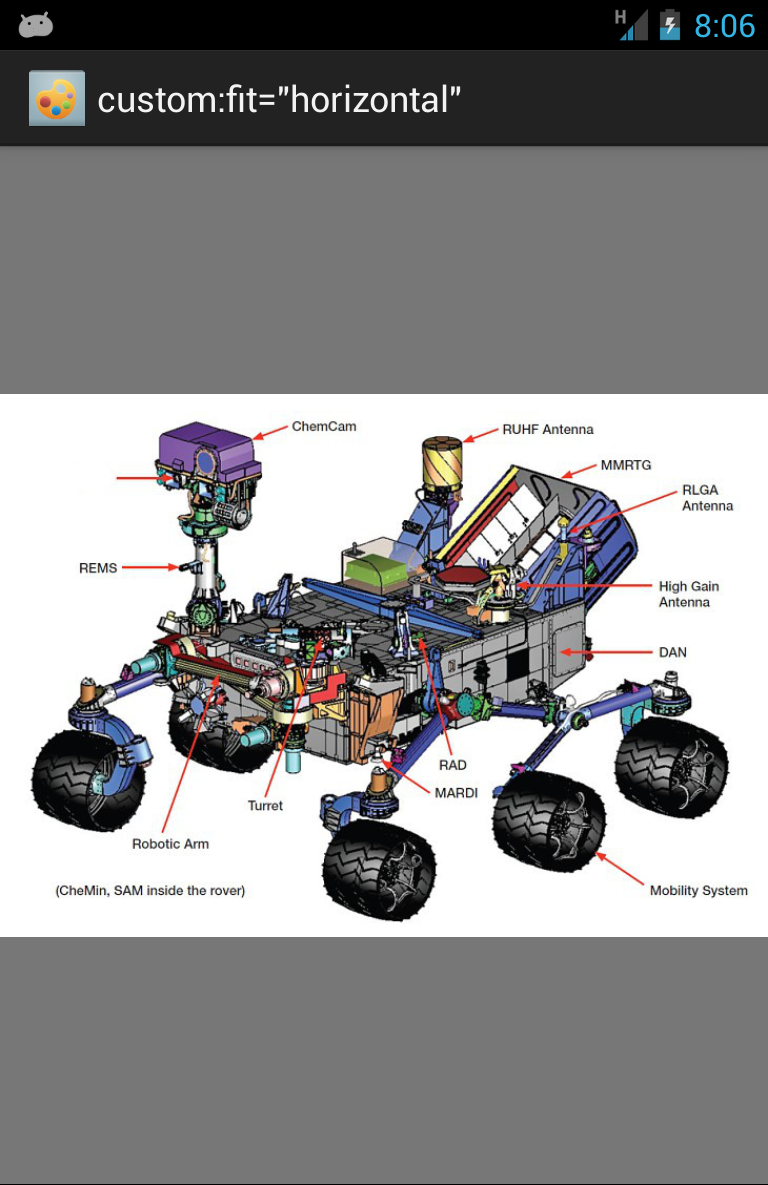 H
8:06
custom:fit="horizontal"
ChemCam
RUHF Antenna
MMRTG
RLGA
Antenna
REMS
High Gain
Antenna
DAN
RAD
MARDI
Turret
Robotic Arm
(CheMin, SAM inside the rover)
Mobility System